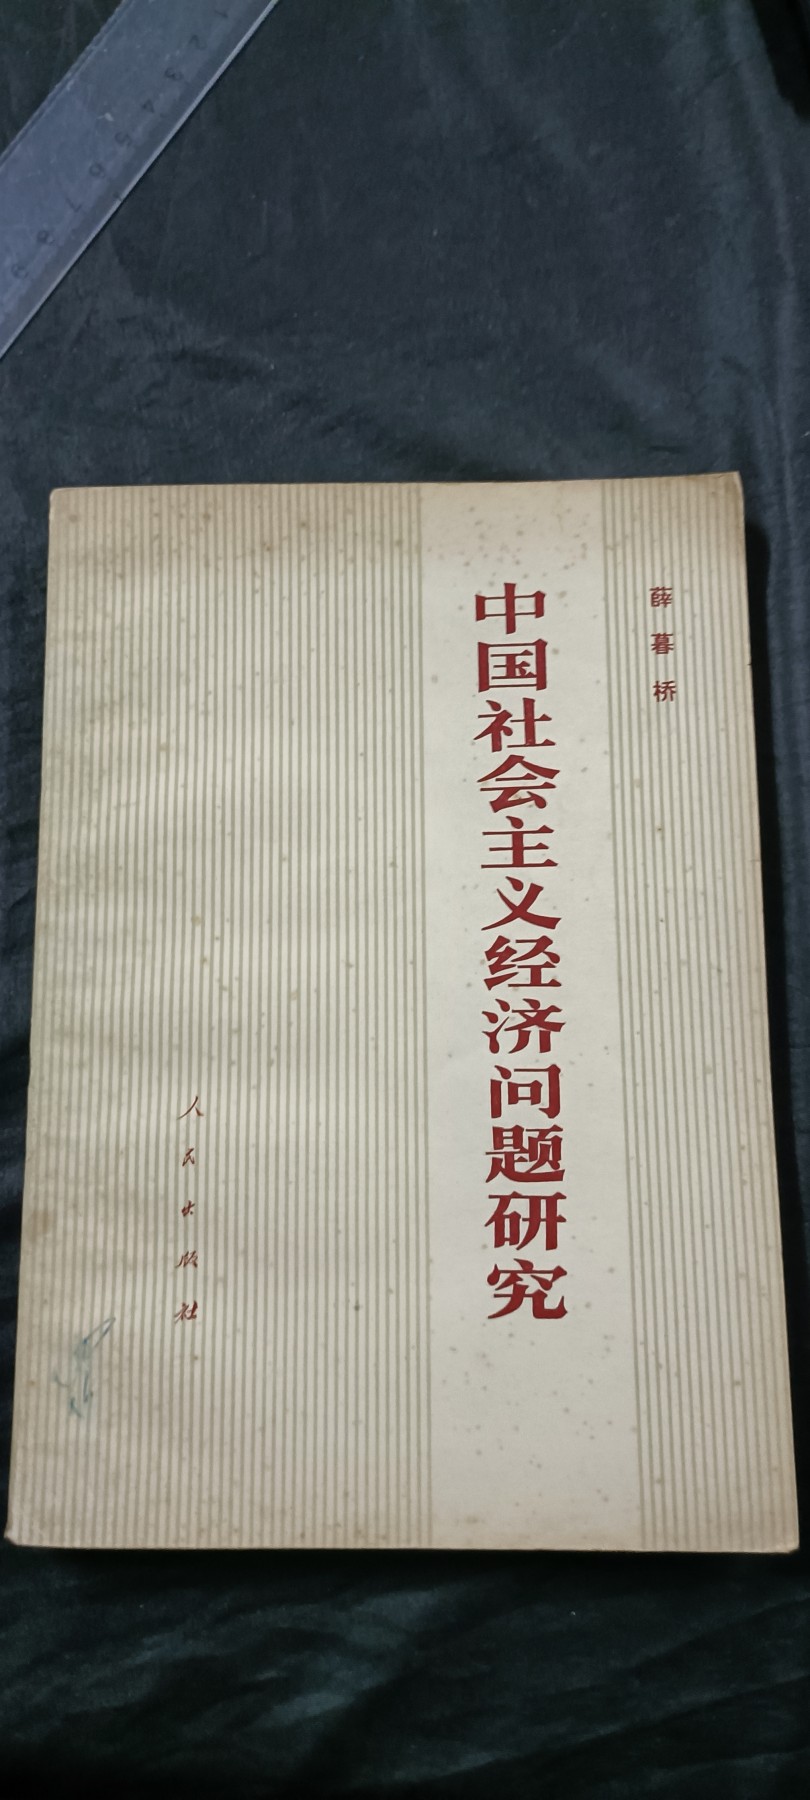 薛暮桥
中国社会主义经济问题研究
人民出版社